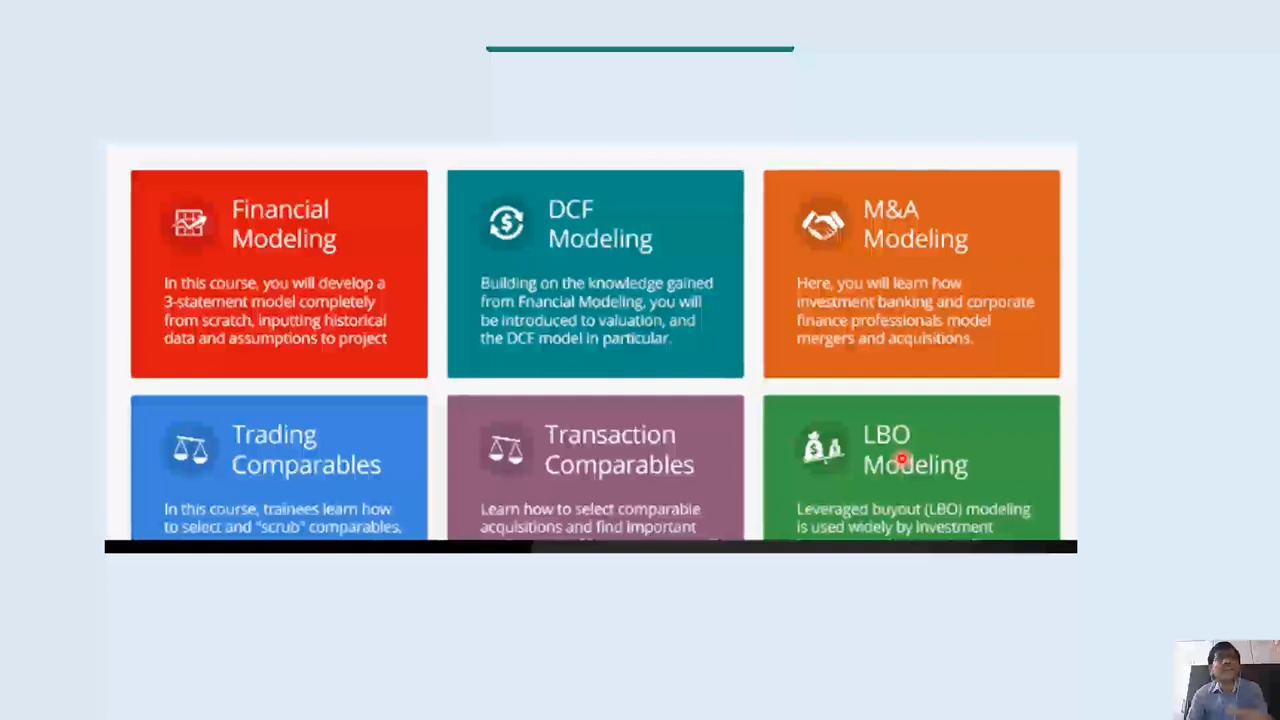 Financial
Modeling
In this course, you will develop a
3-statement model completely
from scratch, inputting historical
data and assumptions to project
DCF
Modeling
Building on the knowledge gained
from Fnancial Modeling, you will
be introduced to valuation, and
the DCF model in particular.
M&A
Modeling
Here, you will learn how
investment banking and corporate
finance professionals model
mergers and acquisitions.
Trading
Comparables
In this course, trainees learn how
to select and "scrub" comparables,
Transaction
Comparables
Learn how to select comparable
acquisitions and find important
LBO
Modeling
Leveraged buyout (LBO) modeling
is used widely by investment